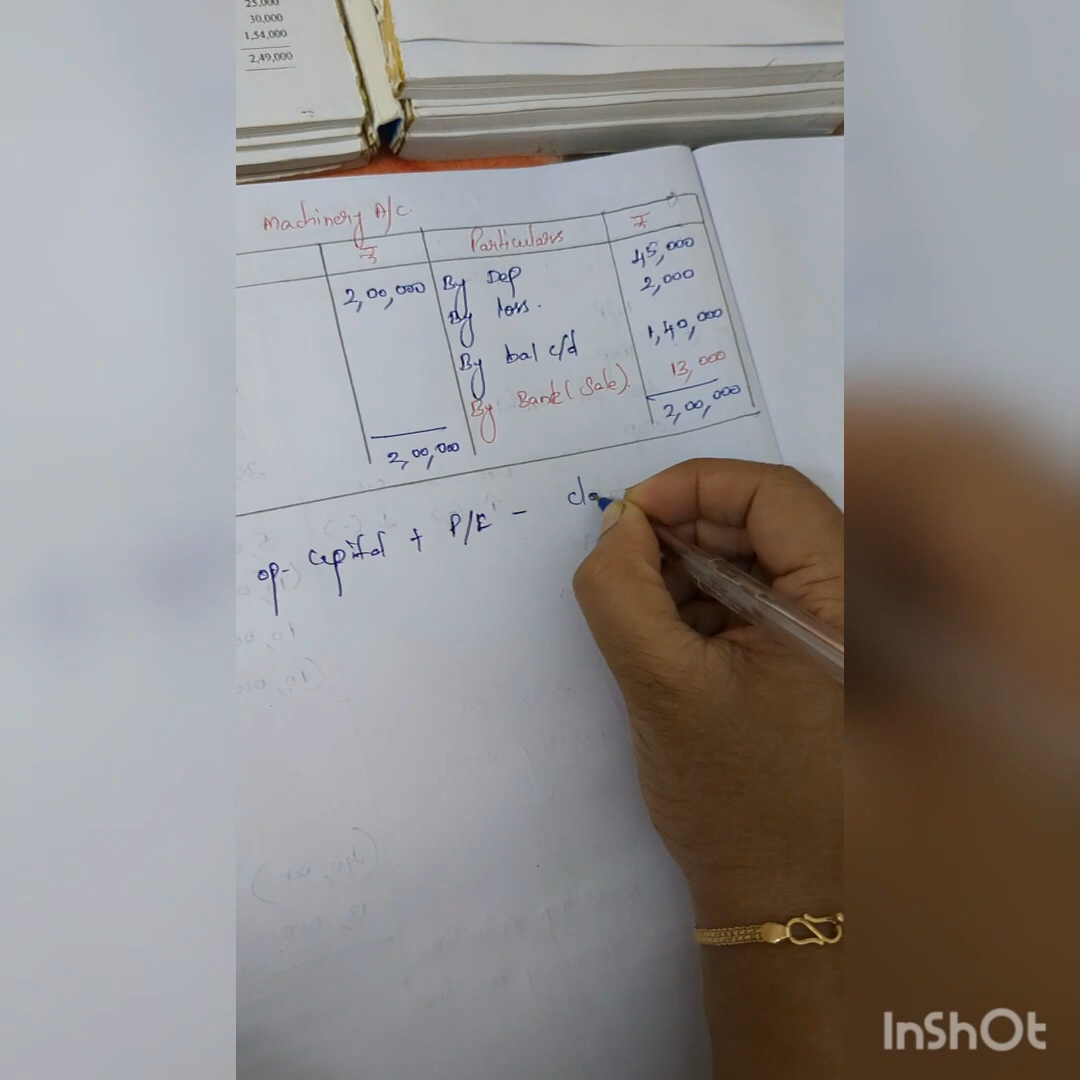 25,000
30,000
1,54,000
2,49,000
Machinery A/C.
₹ Particulars ₹
2,00,000 By Dep 45,000
By loss. 2,000
By bal c/d 1,40,000
By Bank (Sale). 13,000
2,00,000 2,00,000
op- capital + P/L - clo
InShOt